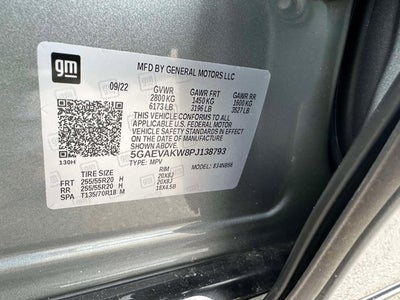 gm
MFD BY GENERAL MOTORS LLC
09/22
GVWR GAWR FRT GAWR RR
2800 KG 1450 KG 1600 KG
6173 LB 3196 LB 3527 LB
THIS VEHICLE CONFORMS TO ALL
APPLICABLE U.S. FEDERAL MOTOR
VEHICLE SAFETY STANDARDS IN
EFFECT ON THE DATE OF
MANUFACTURE SHOWN ABOVE.
5GAEVAKW8PJ138793
130H TYPE: MPV MODEL:
RIM
FRT 255/55R20 H 20X8J
RR 255/55R20 H 20X8J
SPA T135/70R18 M 18X4.5B